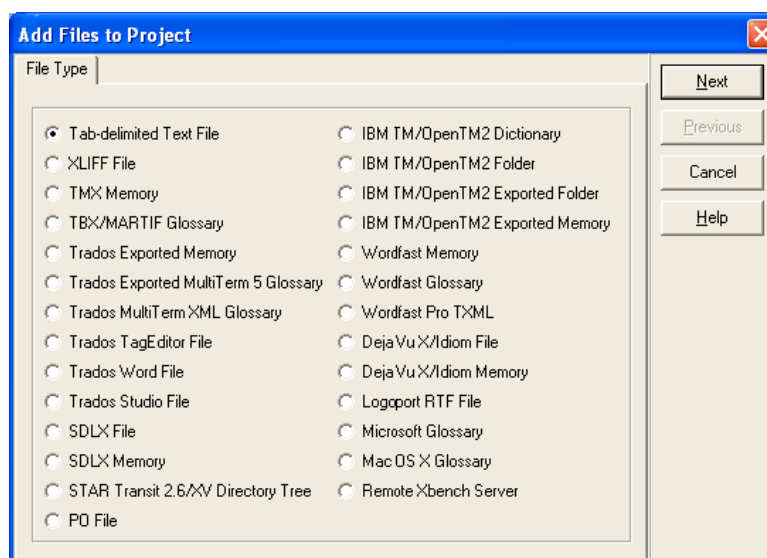 Add Files to Project
File Type
Tab-delimited Text File
XLIFF File
TMX Memory
TBX/MARTIF Glossary
Trados Exported Memory
Trados Exported MultiTerm 5 Glossary
Trados MultiTerm XML Glossary
Trados TagEditor File
Trados Word File
Trados Studio File
SDLX File
SDLX Memory
STAR Transit 2.6/XV Directory Tree
PO File
IBM TM/OpenTM2 Dictionary
IBM TM/OpenTM2 Folder
IBM TM/OpenTM2 Exported Folder
IBM TM/OpenTM2 Exported Memory
Wordfast Memory
Wordfast Glossary
Wordfast Pro TXML
Deja Vu X/Idiom File
Deja Vu X/Idiom Memory
Logoport RTF File
Microsoft Glossary
Mac OS X Glossary
Remote Xbench Server
Next
Previous
Cancel
Help